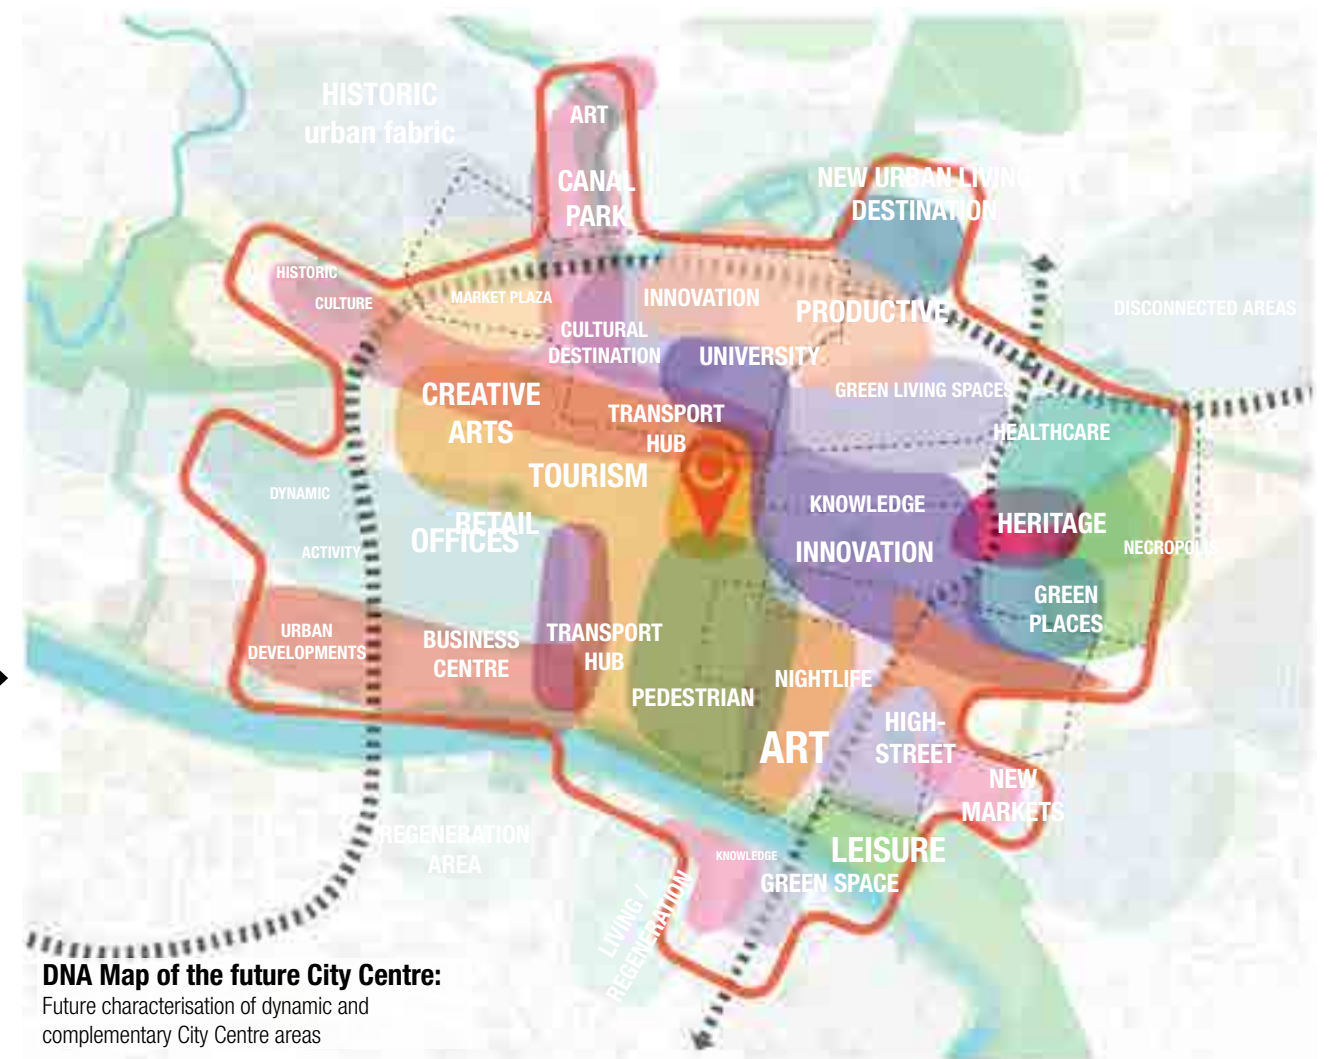 HISTORIC
urban fabric
ART
CANAL
PARK
NEW URBAN LIVING
DESTINATION
HISTORIC
CULTURE
MARKET PLAZA
INNOVATION
PRODUCTIVE
DISCONNECTED AREAS
CULTURAL
DESTINATION
UNIVERSITY
GREEN LIVING SPACES
CREATIVE
ARTS
TRANSPORT
HUB
HEALTHCARE
TOURISM
DYNAMIC
KNOWLEDGE
RETAIL
OFFICES
HERITAGE
ACTIVITY
INNOVATION
NECROPOLIS
GREEN
PLACES
URBAN
DEVELOPMENTS
BUSINESS
CENTRE
TRANSPORT
HUB
PEDESTRIAN
NIGHTLIFE
ART
HIGH-
STREET
NEW
MARKETS
REGENERATION
AREA
KNOWLEDGE
LEISURE
GREEN SPACE
LIVING /
REGENERATION
DNA Map of the future City Centre:
Future characterisation of dynamic and
complementary City Centre areas